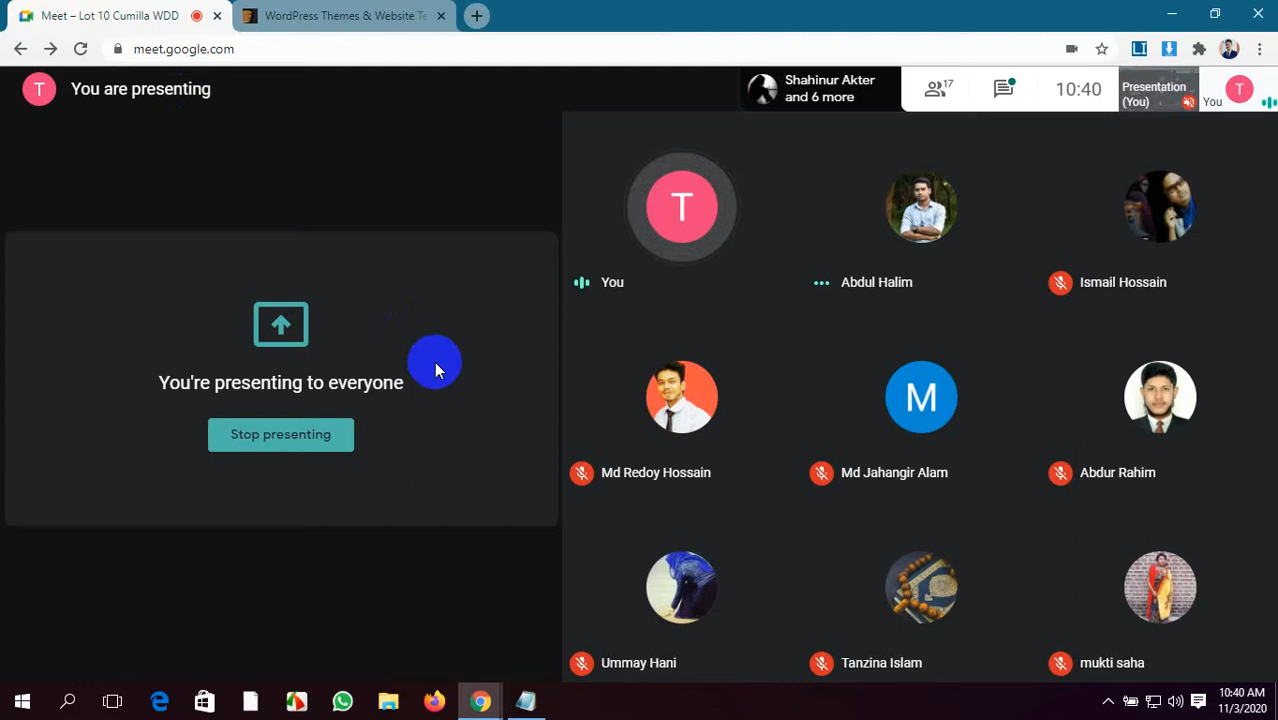 Meet – Lot 10 Cumilla WDD
WordPress Themes & Website Te
meet.google.com
T
You are presenting
Shahinur Akter
and 6 more
17
10:40
Presentation
(You)
You
T
You're presenting to everyone
Stop presenting
T
You
Abdul Halim
Ismail Hossain
Md Redoy Hossain
M
Md Jahangir Alam
Abdur Rahim
Ummay Hani
Tanzina Islam
mukti saha
10:40 AM
11/3/2020